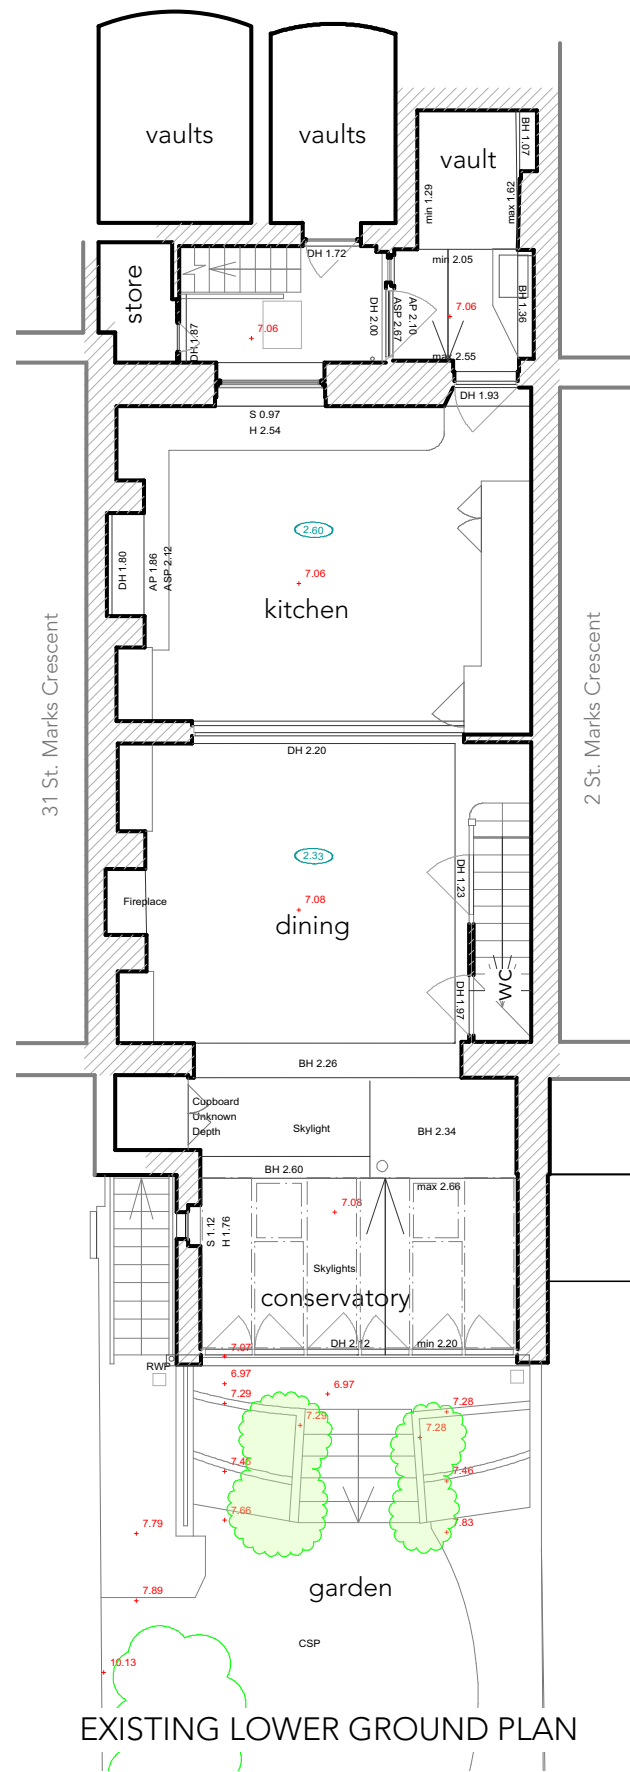 vaults
vaults
vault
BH 1.07
min 1.29
max 1.62
store
DH 1.72
min 2.05
DH 1.87
7.06
DH 2.00
ASP 2.67
AP 2.10
7.06
BH 1.36
max 2.55
DH 1.93
S 0.97
H 2.54
2.60
DH 1.80
AP 1.86
ASP 2.12
7.06
kitchen
31 St. Marks Crescent
2 St. Marks Crescent
DH 2.20
2.33
DH 1.23
Fireplace
7.08
dining
DH 1.97
WC
BH 2.26
Cupboard
Unknown
Depth
Skylight
BH 2.34
BH 2.60
max 2.66
7.08
S 1.12
H 1.76
Skylights
conservatory
DH 2.12
min 2.20
7.07
RWP
6.97
6.97
7.29
7.28
7.29
7.28
7.46
7.46
7.66
7.83
7.79
garden
7.89
CSP
10.13
EXISTING LOWER GROUND PLAN